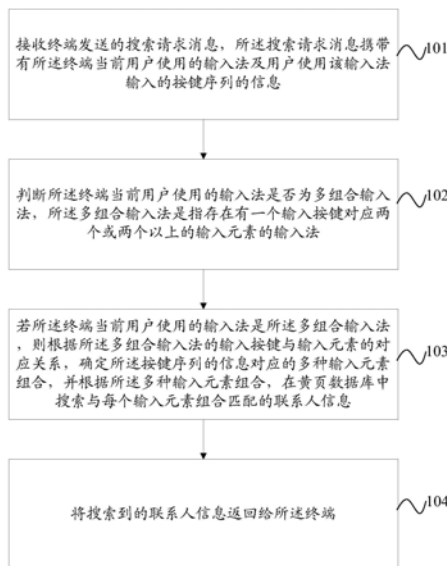 接收终端发送的搜索请求消息，所述搜索请求消息携带
有所述终端当前用户使用的输入法及用户使用该输入法
输入的按键序列的信息
101
判断所述终端当前用户使用的输入法是否为多组合输入
法，所述多组合输入法是指存在有一个输入按键对应两
个或两个以上的输入元素的输入法
102
若所述终端当前用户使用的输入法是所述多组合输入法
，则根据所述多组合输入法的输入按键与输入元素的对
应关系，确定所述按键序列的信息对应的多种输入元素
组合，并根据所述多种输入元素组合，在黄页数据库中
搜索与每个输入元素组合匹配的联系人信息
103
将搜索到的联系人信息返回给所述终端
104